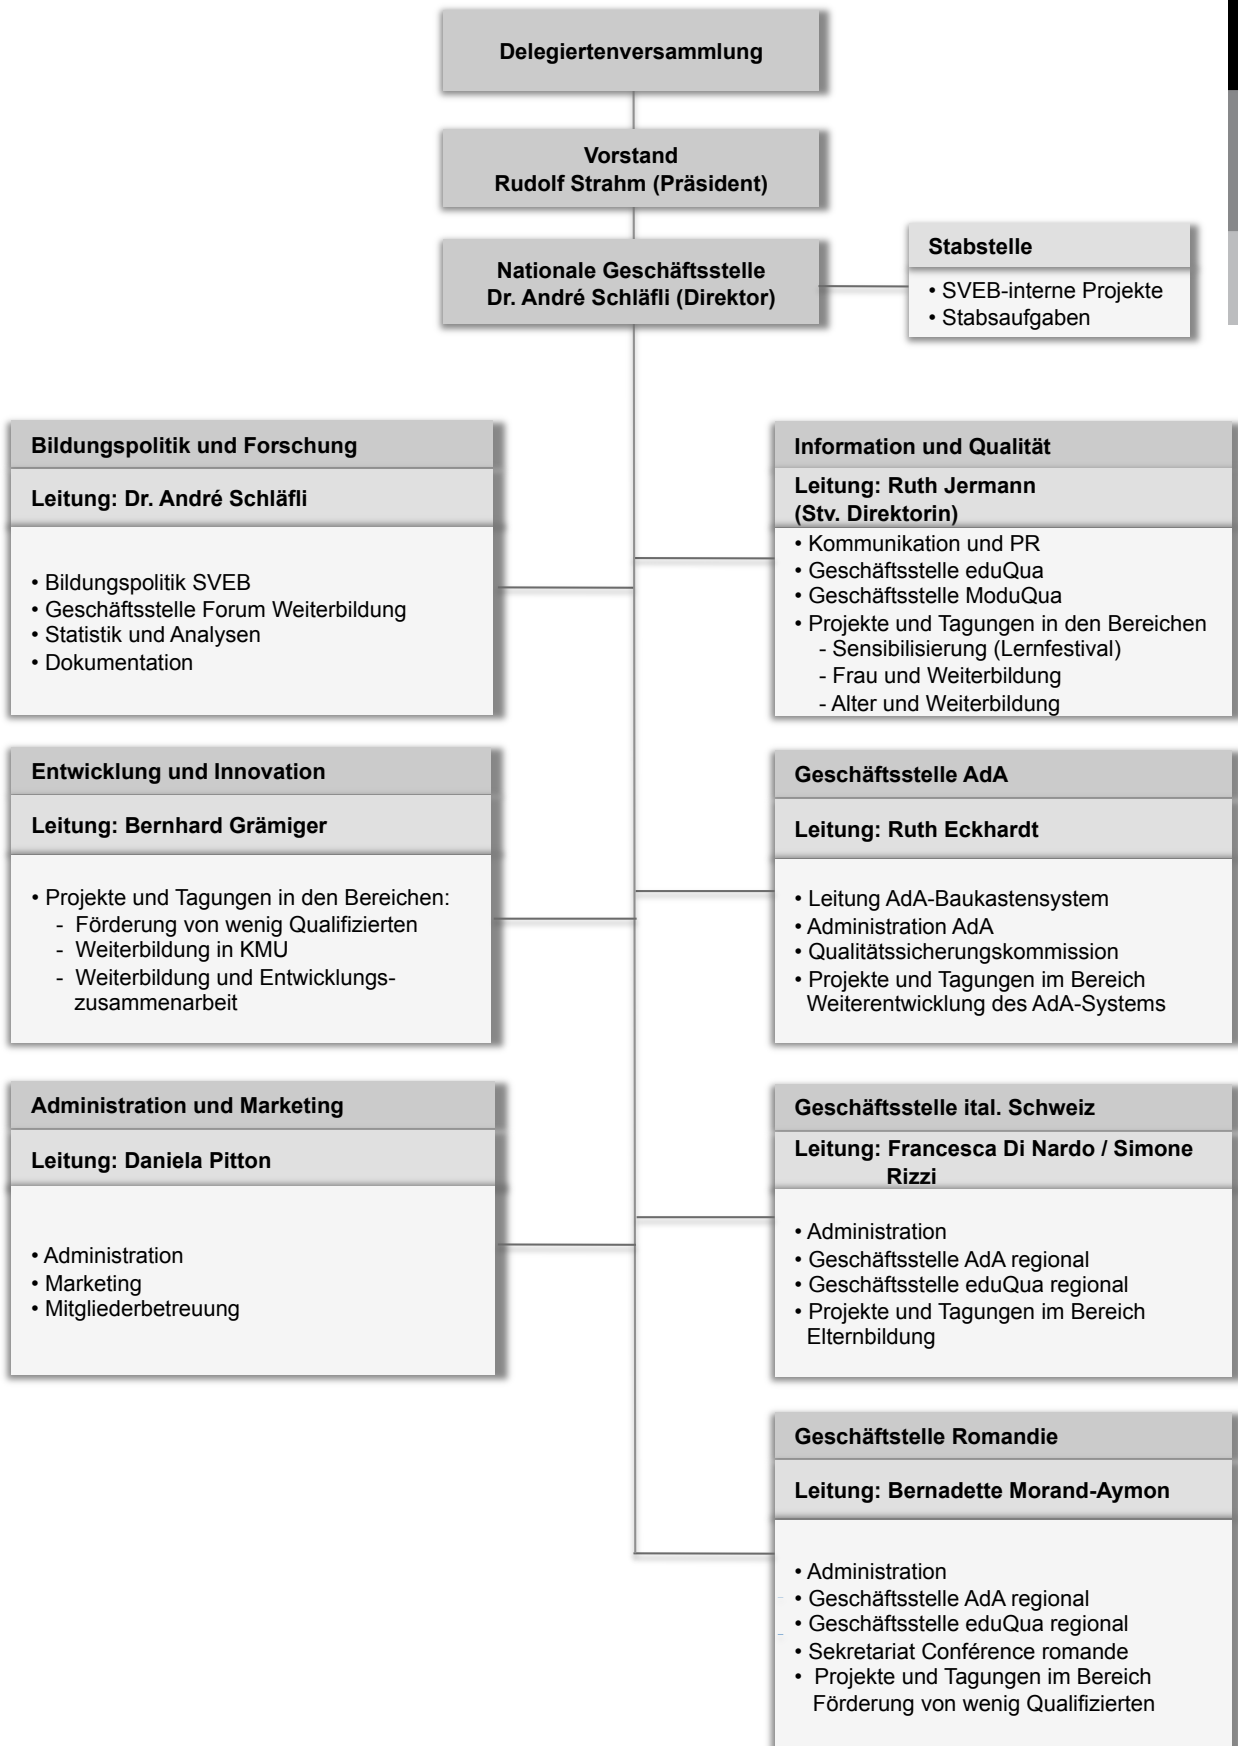 Delegiertenversammlung
Vorstand
Rudolf Strahm (Präsident)
Nationale Geschäftsstelle
Dr. André Schläfli (Direktor)
Stabstelle
• SVEB-interne Projekte
• Stabsaufgaben
Bildungspolitik und Forschung
Leitung: Dr. André Schläfli
• Bildungspolitik SVEB
• Geschäftsstelle Forum Weiterbildung
• Statistik und Analysen
• Dokumentation
Information und Qualität
Leitung: Ruth Jermann
(Stv. Direktorin)
• Kommunikation und PR
• Geschäftsstelle eduQua
• Geschäftsstelle ModuQua
• Projekte und Tagungen in den Bereichen
- Sensibilisierung (Lernfestival)
- Frau und Weiterbildung
- Alter und Weiterbildung
Entwicklung und Innovation
Leitung: Bernhard Grämiger
• Projekte und Tagungen in den Bereichen:
- Förderung von wenig Qualifizierten
- Weiterbildung in KMU
- Weiterbildung und Entwicklungs-
zusammenarbeit
Geschäftsstelle AdA
Leitung: Ruth Eckhardt
• Leitung AdA-Baukastensystem
• Administration AdA
• Qualitätssicherungskommission
• Projekte und Tagungen im Bereich
Weiterentwicklung des AdA-Systems
Administration und Marketing
Leitung: Daniela Pitton
• Administration
• Marketing
• Mitgliederbetreuung
Geschäftsstelle ital. Schweiz
Leitung: Francesca Di Nardo / Simone
Rizzi
• Administration
• Geschäftsstelle AdA regional
• Geschäftsstelle eduQua regional
• Projekte und Tagungen im Bereich
Elternbildung
Geschäftstelle Romandie
Leitung: Bernadette Morand-Aymon
• Administration
• Geschäftsstelle AdA regional
• Geschäftsstelle eduQua regional
• Sekretariat Conférence romande
• Projekte und Tagungen im Bereich
Förderung von wenig Qualifizierten